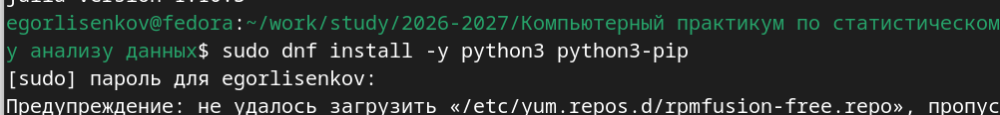 egorlisenkov@fedora:~/work/study/2026-2027/Компьютерный практикум по статистическом
у анализу данных$ sudo dnf install -y python3 python3-pip
[sudo] пароль для egorlisenkov:
Предупреждение: не удалось загрузить «/etc/yum.repos.d/rpmfusion-free.repo», пропус